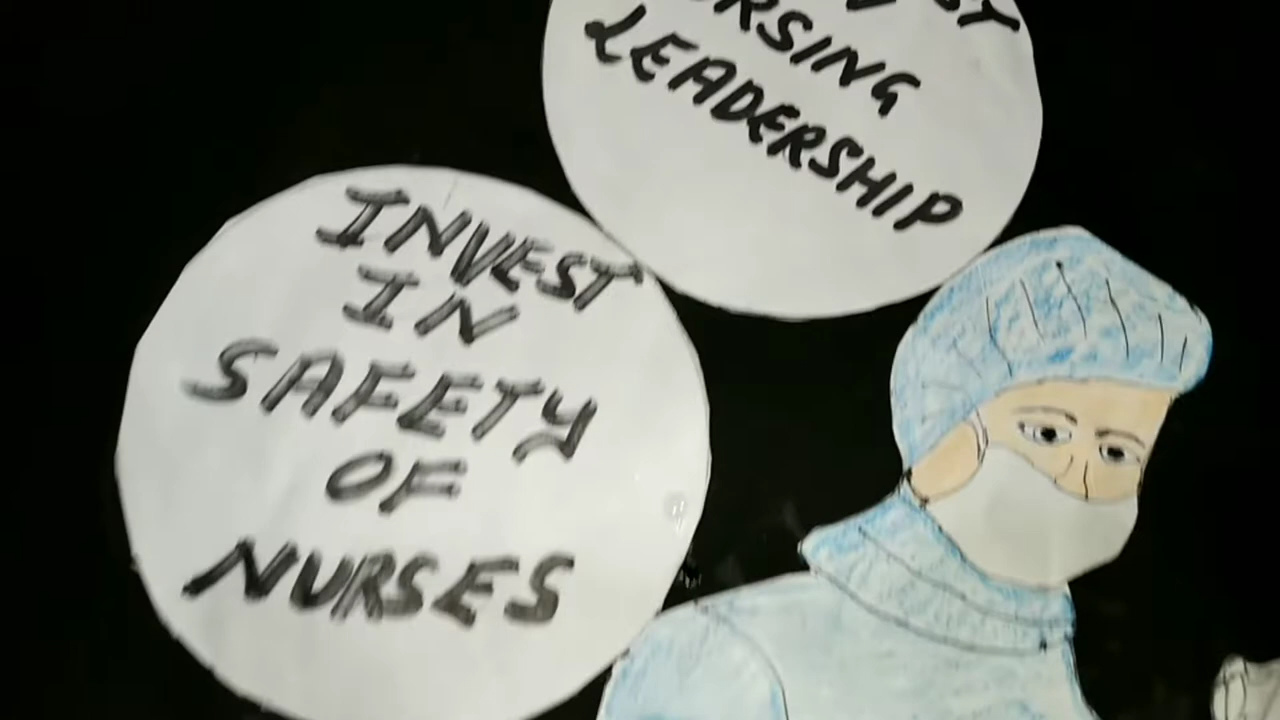 RSING
LEADERSHIP
INVEST
IN
SAFETY
OF
NURSES